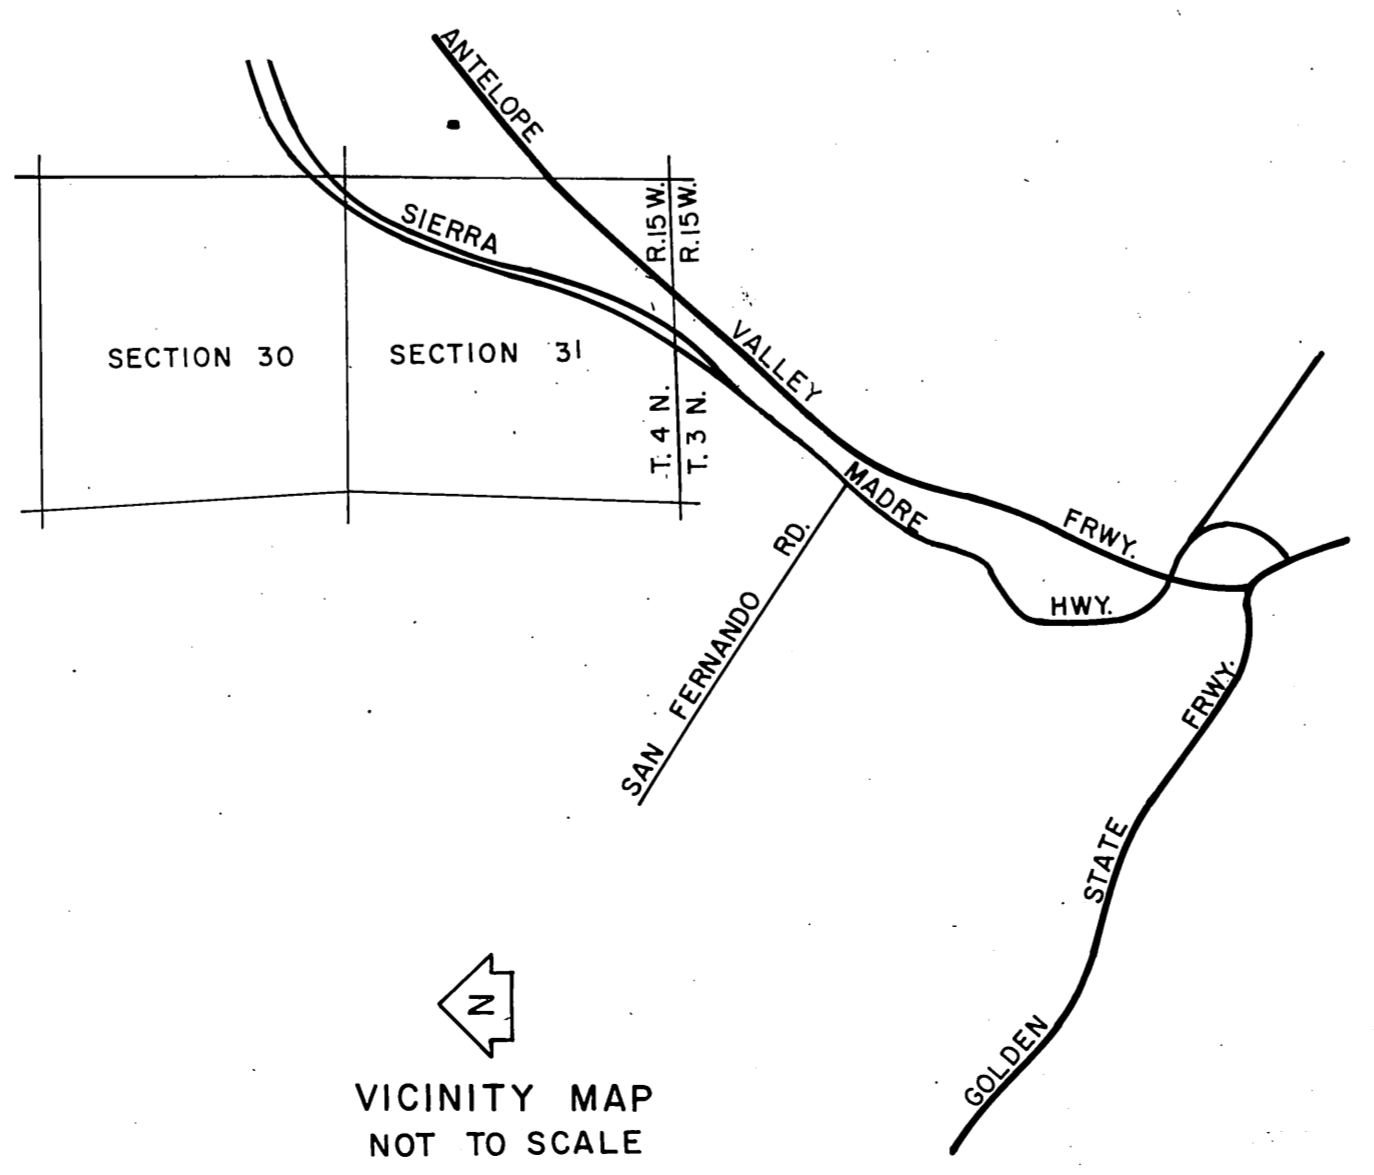 ANTELOPE
SIERRA
R.15W.
R.15W.
SECTION 30
SECTION 31
VALLEY
T. 4 N.
T. 3 N.
MADRE
FRWY.
HWY.
SAN FERNANDO RD.
GOLDEN STATE FRWY.
N
VICINITY MAP
NOT TO SCALE